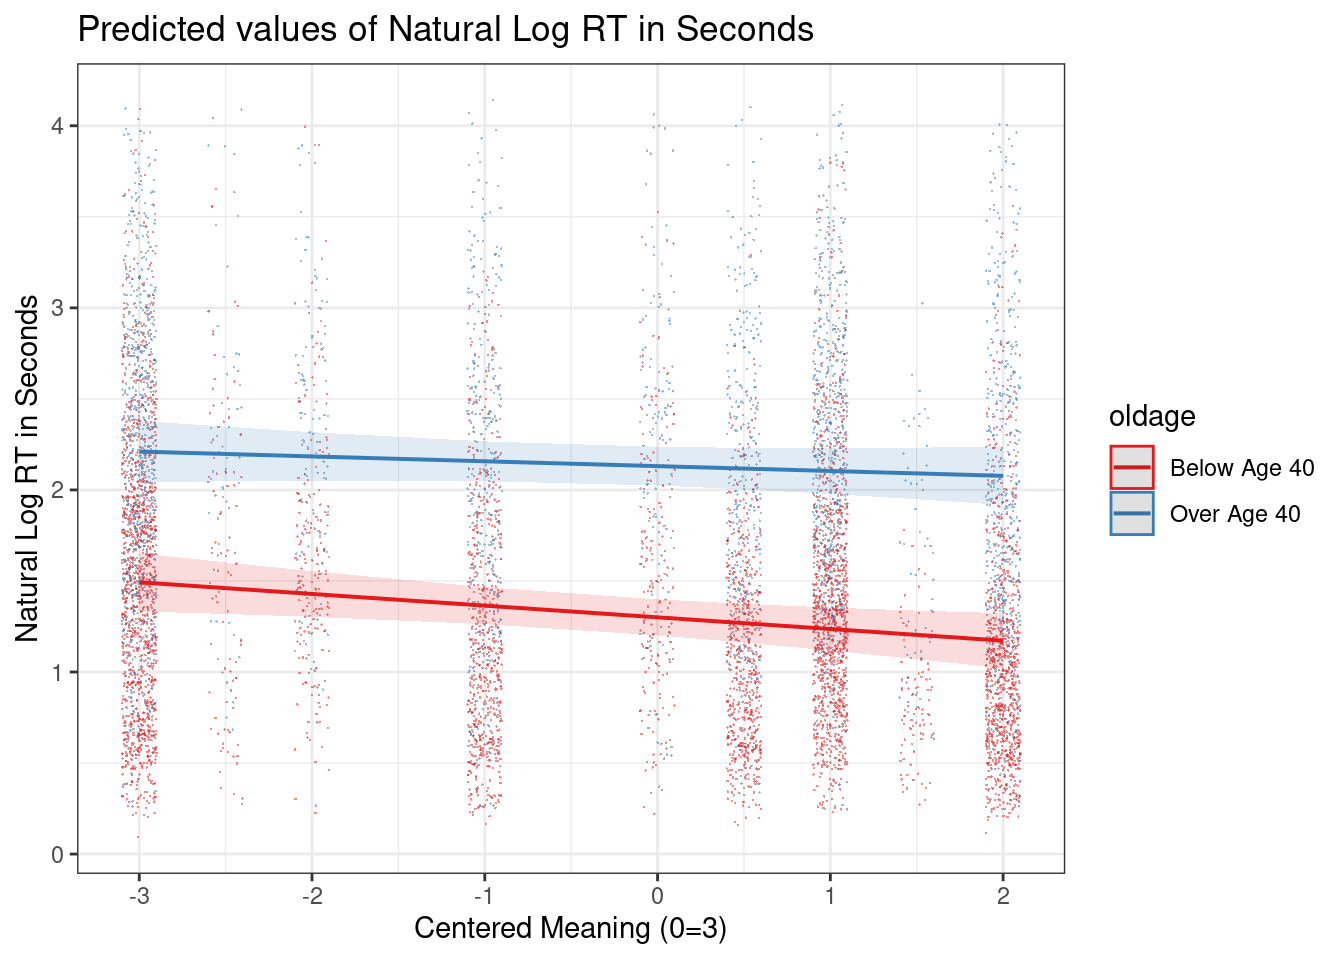 Predicted values of Natural Log RT in Seconds
Natural Log RT in Seconds
4
3
2
1
0
-3
-2
-1
0
1
2
Centered Meaning (0=3)
oldage
Below Age 40
Over Age 40